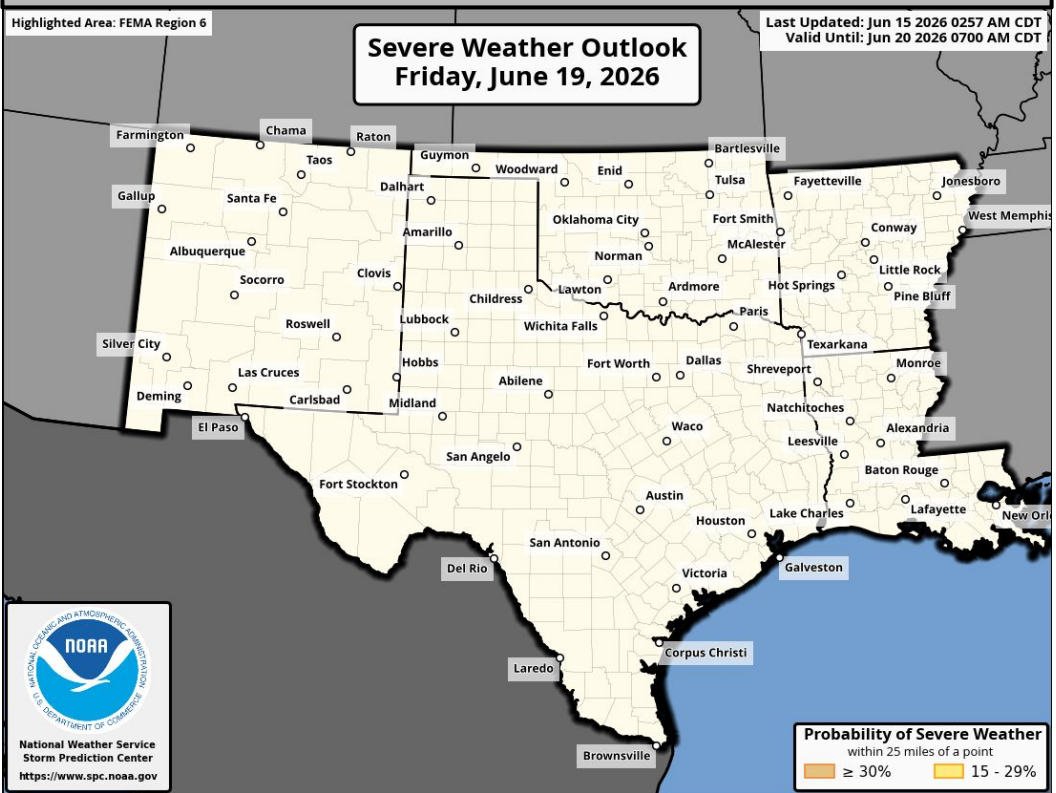 Highlighted Area: FEMA Region 6
Severe Weather Outlook
Friday, June 19, 2026
Last Updated: Jun 15 2026 0257 AM CDT
Valid Until: Jun 20 2026 0700 AM CDT
Farmington
Chama
Raton
Taos
Guymon
Woodward
Enid
Bartlesville
Tulsa
Fayetteville
Jonesboro
Gallup
Santa Fe
Dalhart
Oklahoma City
Fort Smith
West Memphis
Albuquerque
Amarillo
Norman
McAlester
Conway
Socorro
Clovis
Childress
Lawton
Ardmore
Hot Springs
Little Rock
Pine Bluff
Roswell
Lubbock
Wichita Falls
Paris
Texarkana
Silver City
Las Cruces
Hobbs
Fort Worth
Dallas
Shreveport
Monroe
Deming
Carlsbad
Midland
Abilene
Natchitoches
El Paso
Waco
Leesville
Alexandria
San Angelo
Fort Stockton
Baton Rouge
Austin
Houston
Lake Charles
Lafayette
New Orl
San Antonio
Del Rio
Galveston
Victoria
Laredo
Corpus Christi
Brownsville
NATIONAL OCEANIC AND ATMOSPHERIC ADMINISTRATION
NOAA
U.S. DEPARTMENT OF COMMERCE
National Weather Service
Storm Prediction Center
https://www.spc.noaa.gov
Probability of Severe Weather
within 25 miles of a point
≥ 30%
15 - 29%